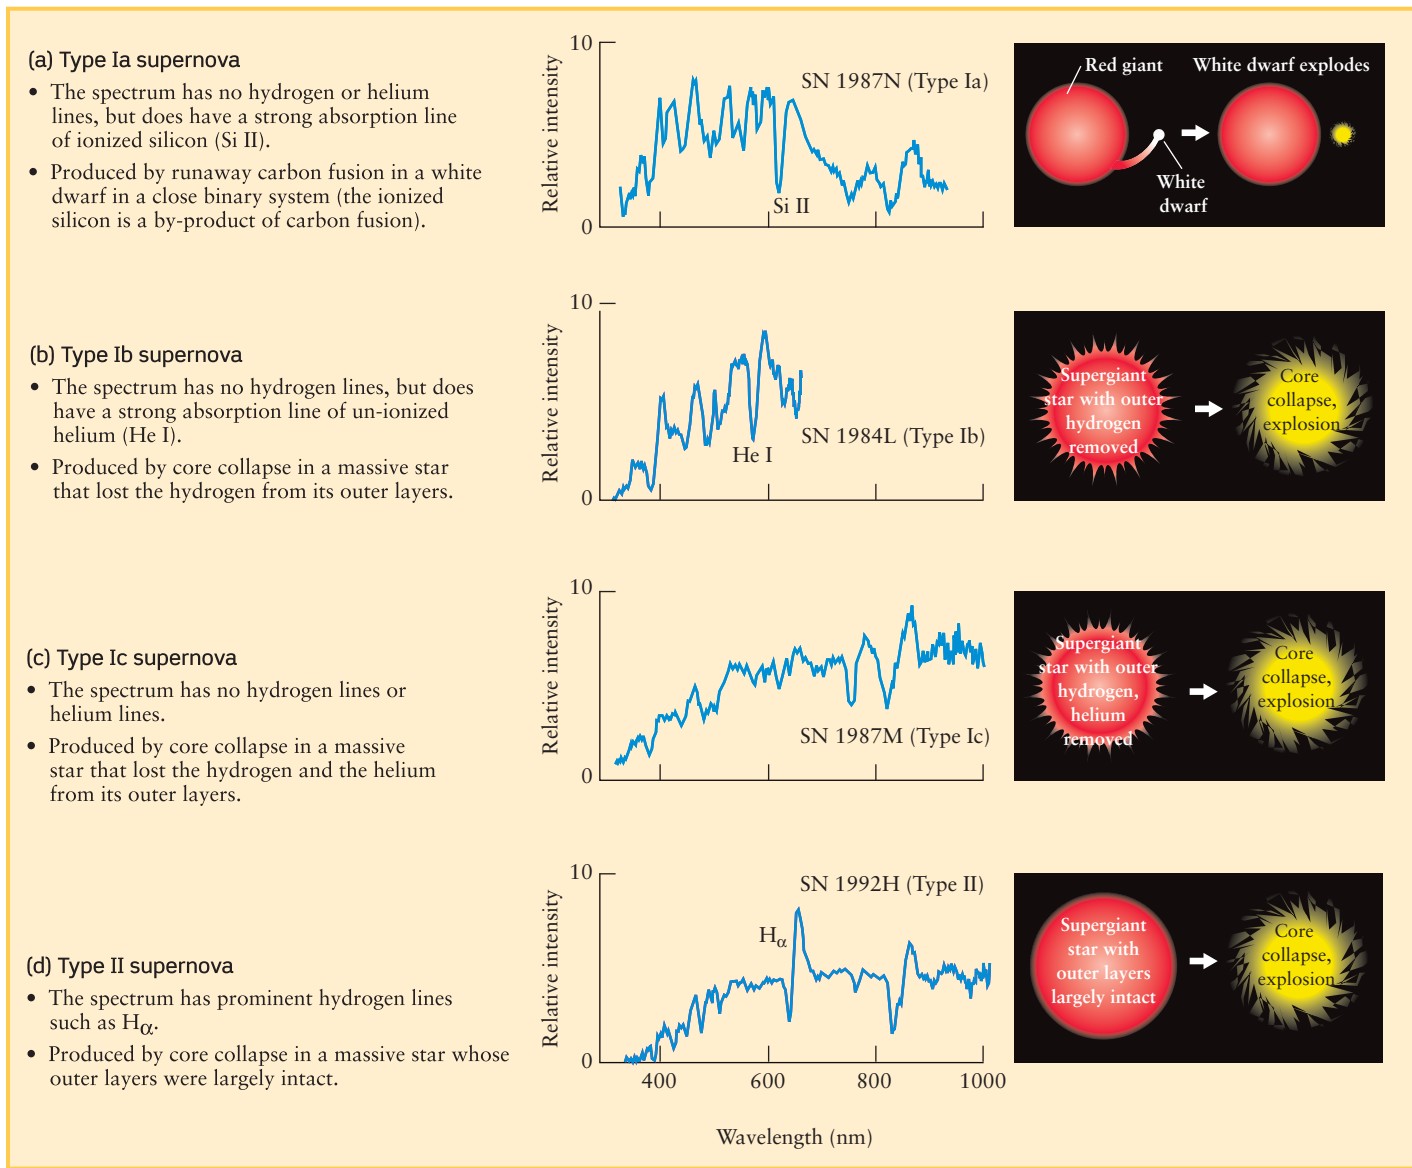 (a) Type Ia supernova
• The spectrum has no hydrogen or helium
lines, but does have a strong absorption line
of ionized silicon (Si II).
• Produced by runaway carbon fusion in a white
dwarf in a close binary system (the ionized
silicon is a by-product of carbon fusion).
10
Relative intensity
0
SN 1987N (Type Ia)
Si II
Red giant
White dwarf explodes
White
dwarf
(b) Type Ib supernova
• The spectrum has no hydrogen lines, but does
have a strong absorption line of un-ionized
helium (He I).
• Produced by core collapse in a massive star
that lost the hydrogen from its outer layers.
10
Relative intensity
0
He I
SN 1984L (Type Ib)
Supergiant
star with outer
hydrogen
removed
Core
collapse,
explosion
(c) Type Ic supernova
• The spectrum has no hydrogen lines or
helium lines.
• Produced by core collapse in a massive
star that lost the hydrogen and the helium
from its outer layers.
10
Relative intensity
0
SN 1987M (Type Ic)
Supergiant
star with outer
hydrogen,
helium
removed
Core
collapse,
explosion
(d) Type II supernova
• The spectrum has prominent hydrogen lines
such as Hα.
• Produced by core collapse in a massive star whose
outer layers were largely intact.
10
Relative intensity
0
SN 1992H (Type II)
Hα
400
600
800
1000
Wavelength (nm)
Supergiant
star with
outer layers
largely intact
Core
collapse,
explosion